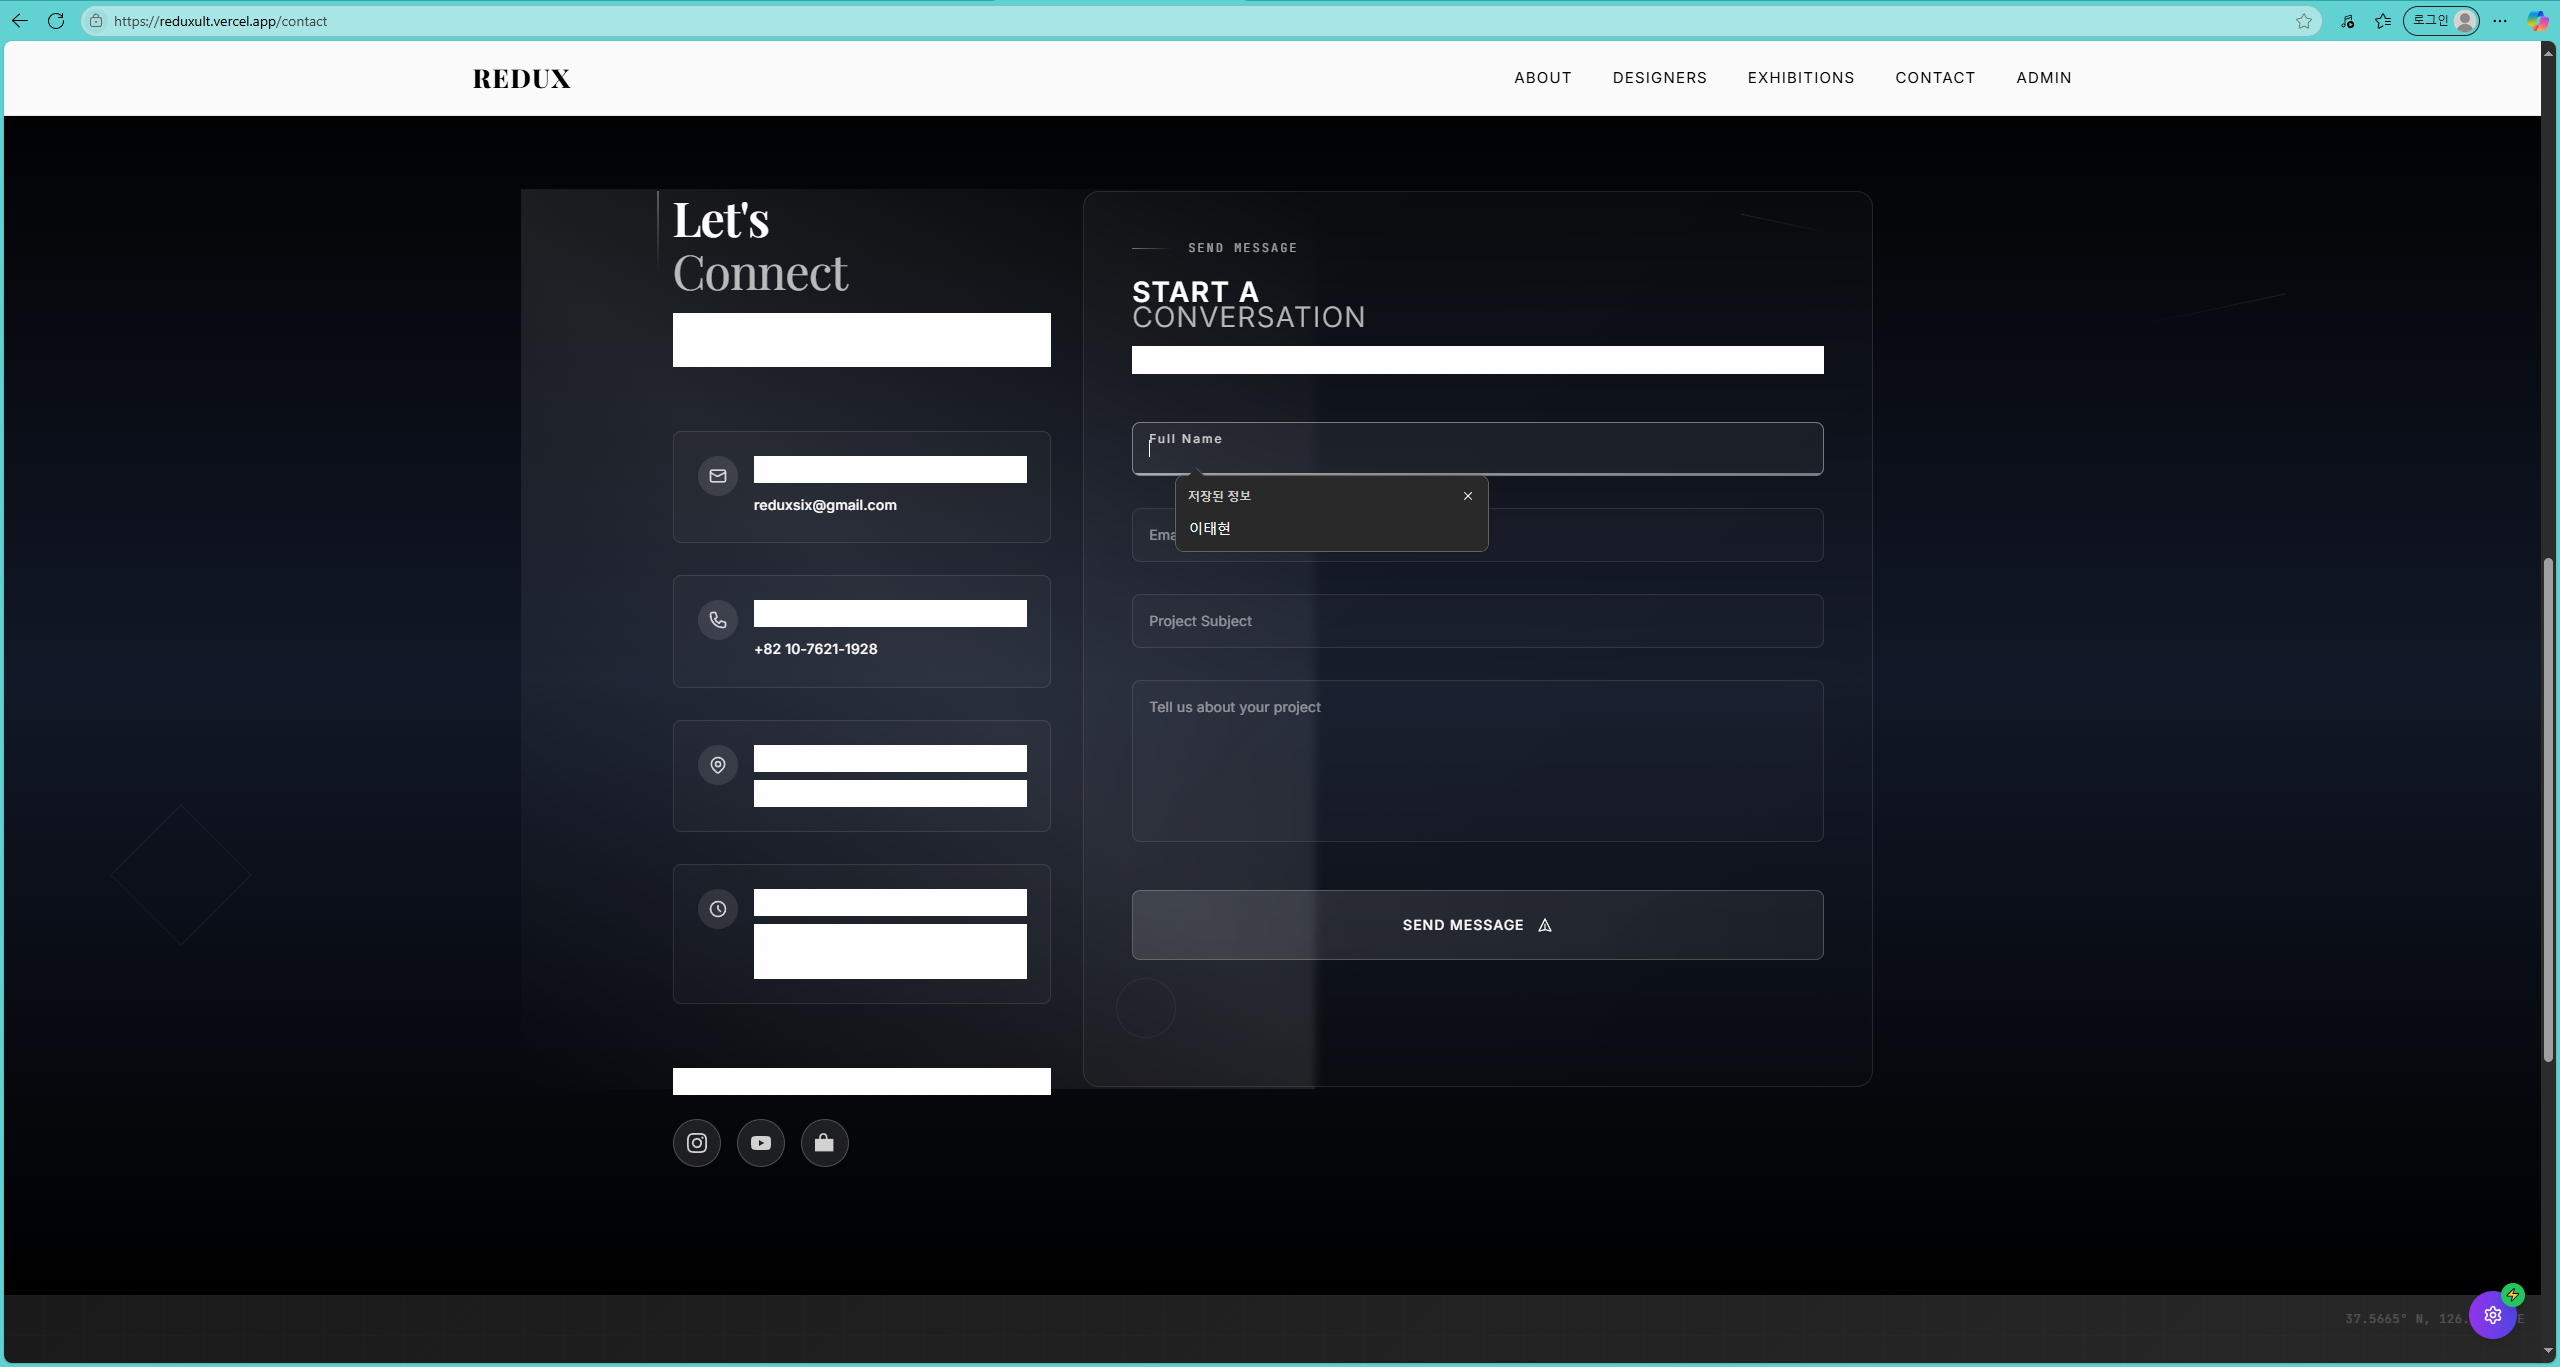 https://reduxult.vercel.app/contact
로그인
REDUX
ABOUT
DESIGNERS
EXHIBITIONS
CONTACT
ADMIN
Let's
Connect
reduxsix@gmail.com
+82 10-7621-1928
SEND MESSAGE
START A
CONVERSATION
Full Name
저장된 정보
이태현
Ema
Project Subject
Tell us about your project
SEND MESSAGE
37.5665° N, 126. E